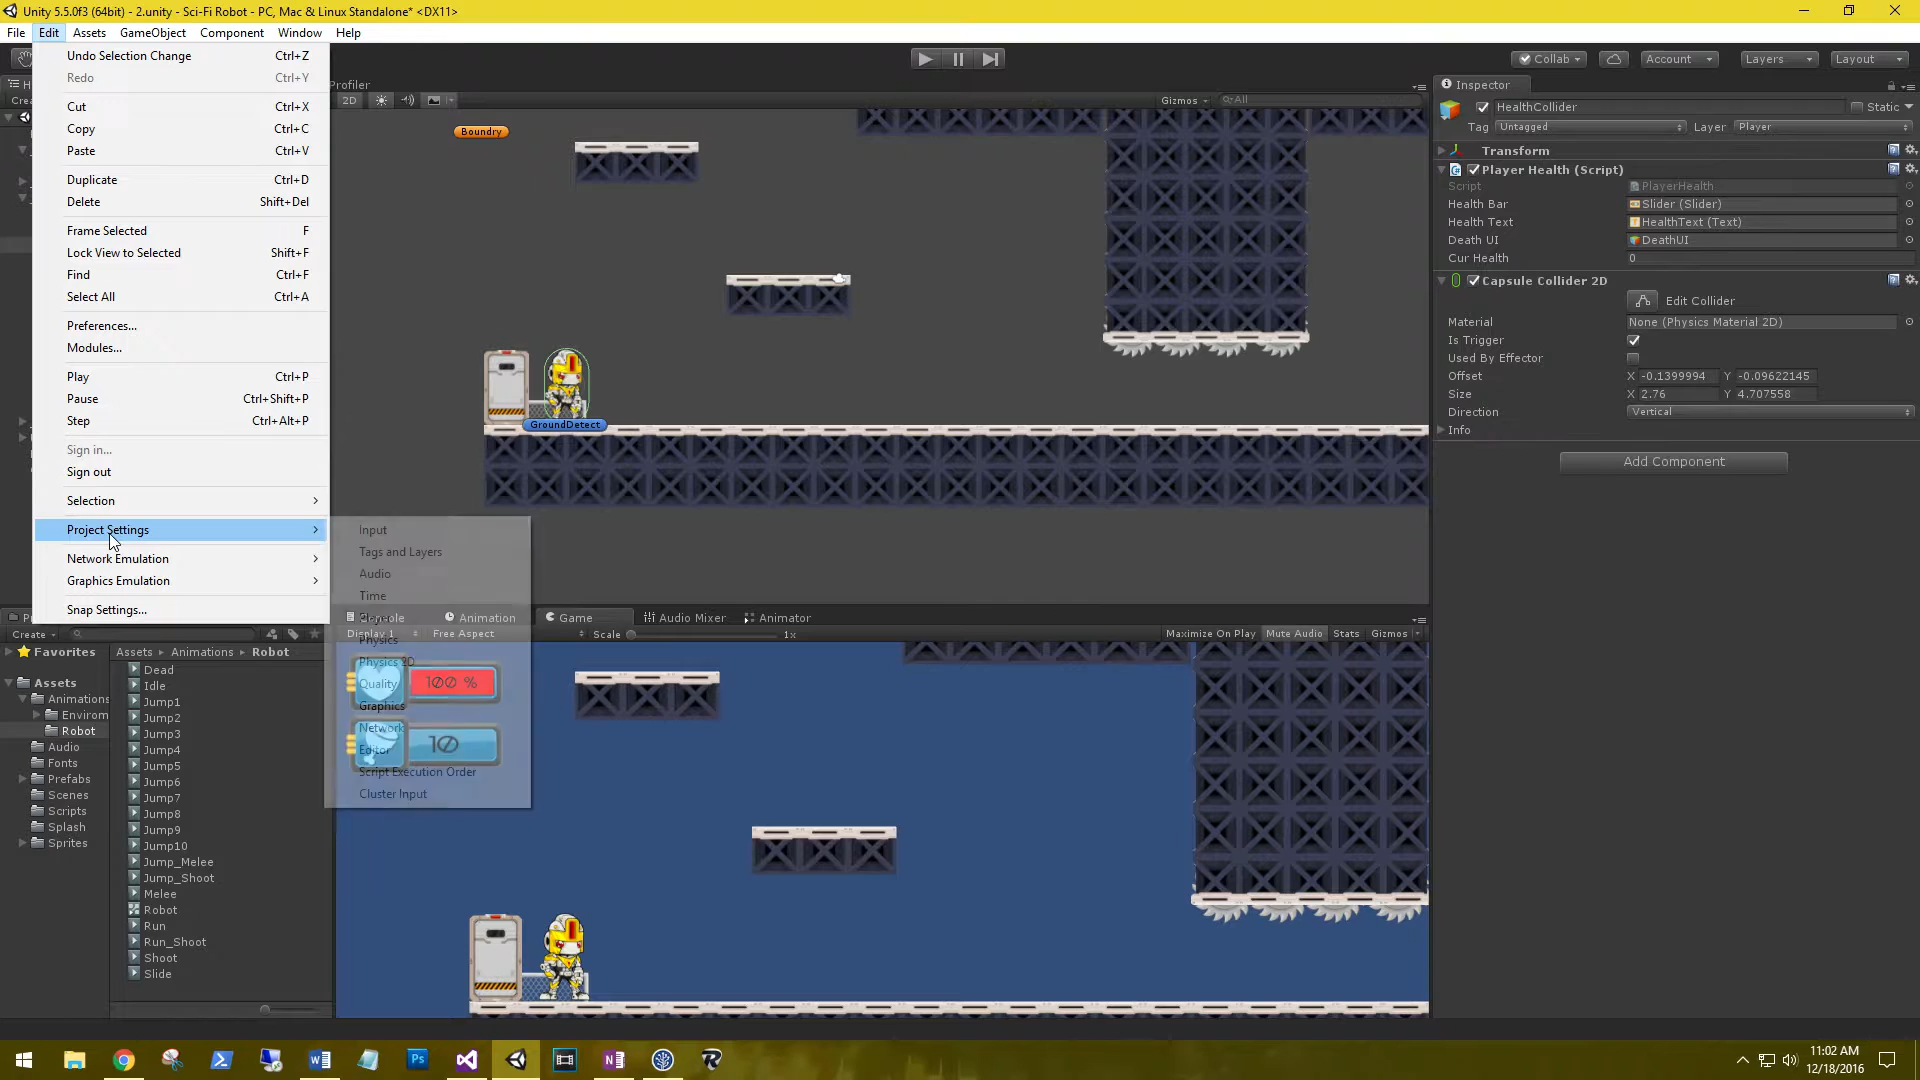 Unity 5.5.0f3 (64bit) - 2.unity - Sci-Fi Robot - PC, Mac & Linux Standalone* <DX11>
File Edit Assets GameObject Component Window Help
Collab Account Layers Layout
Undo Selection Change Ctrl+Z
Redo Ctrl+Y
Cut Ctrl+X
Copy Ctrl+C
Paste Ctrl+V
Duplicate Ctrl+D
Delete Shift+Del
Frame Selected F
Lock View to Selected Shift+F
Find Ctrl+F
Select All Ctrl+A
Preferences...
Modules...
Play Ctrl+P
Pause Ctrl+Shift+P
Step Ctrl+Alt+P
Sign in...
Sign out
Selection
Project Settings
Network Emulation
Graphics Emulation
Snap Settings...
Input
Tags and Layers
Audio
Time
Physics
Physics 2D
Quality
Graphics
Network
Editor
Script Execution Order
Cluster Input
Profiler
2D Gizmos All
Boundry
GroundDetect
Inspector
HealthCollider Static
Tag Untagged Layer Player
Transform
Player Health (Script)
Script PlayerHealth
Health Bar Slider (Slider)
Health Text HealthText (Text)
Death UI DeathUI
Cur Health 0
Capsule Collider 2D
Edit Collider
Material None (Physics Material 2D)
Is Trigger
Used By Effector
Offset X -0.1399994 Y -0.09622145
Size X 2.76 Y 4.707558
Direction Vertical
Info
Add Component
Console Animation Game Audio Mixer Animator
Display 1 Free Aspect Scale 1x Maximize On Play Mute Audio Stats Gizmos
100 %
10
Create
Favorites
Assets
Animations
Environ
Robot
Audio
Fonts
Prefabs
Scenes
Scripts
Splash
Sprites
Assets Animations Robot
Dead
Idle
Jump1
Jump2
Jump3
Jump4
Jump5
Jump6
Jump7
Jump8
Jump9
Jump10
Jump_Melee
Jump_Shoot
Melee
Robot
Run
Run_Shoot
Shoot
Slide
Ps
11:02 AM
12/18/2016